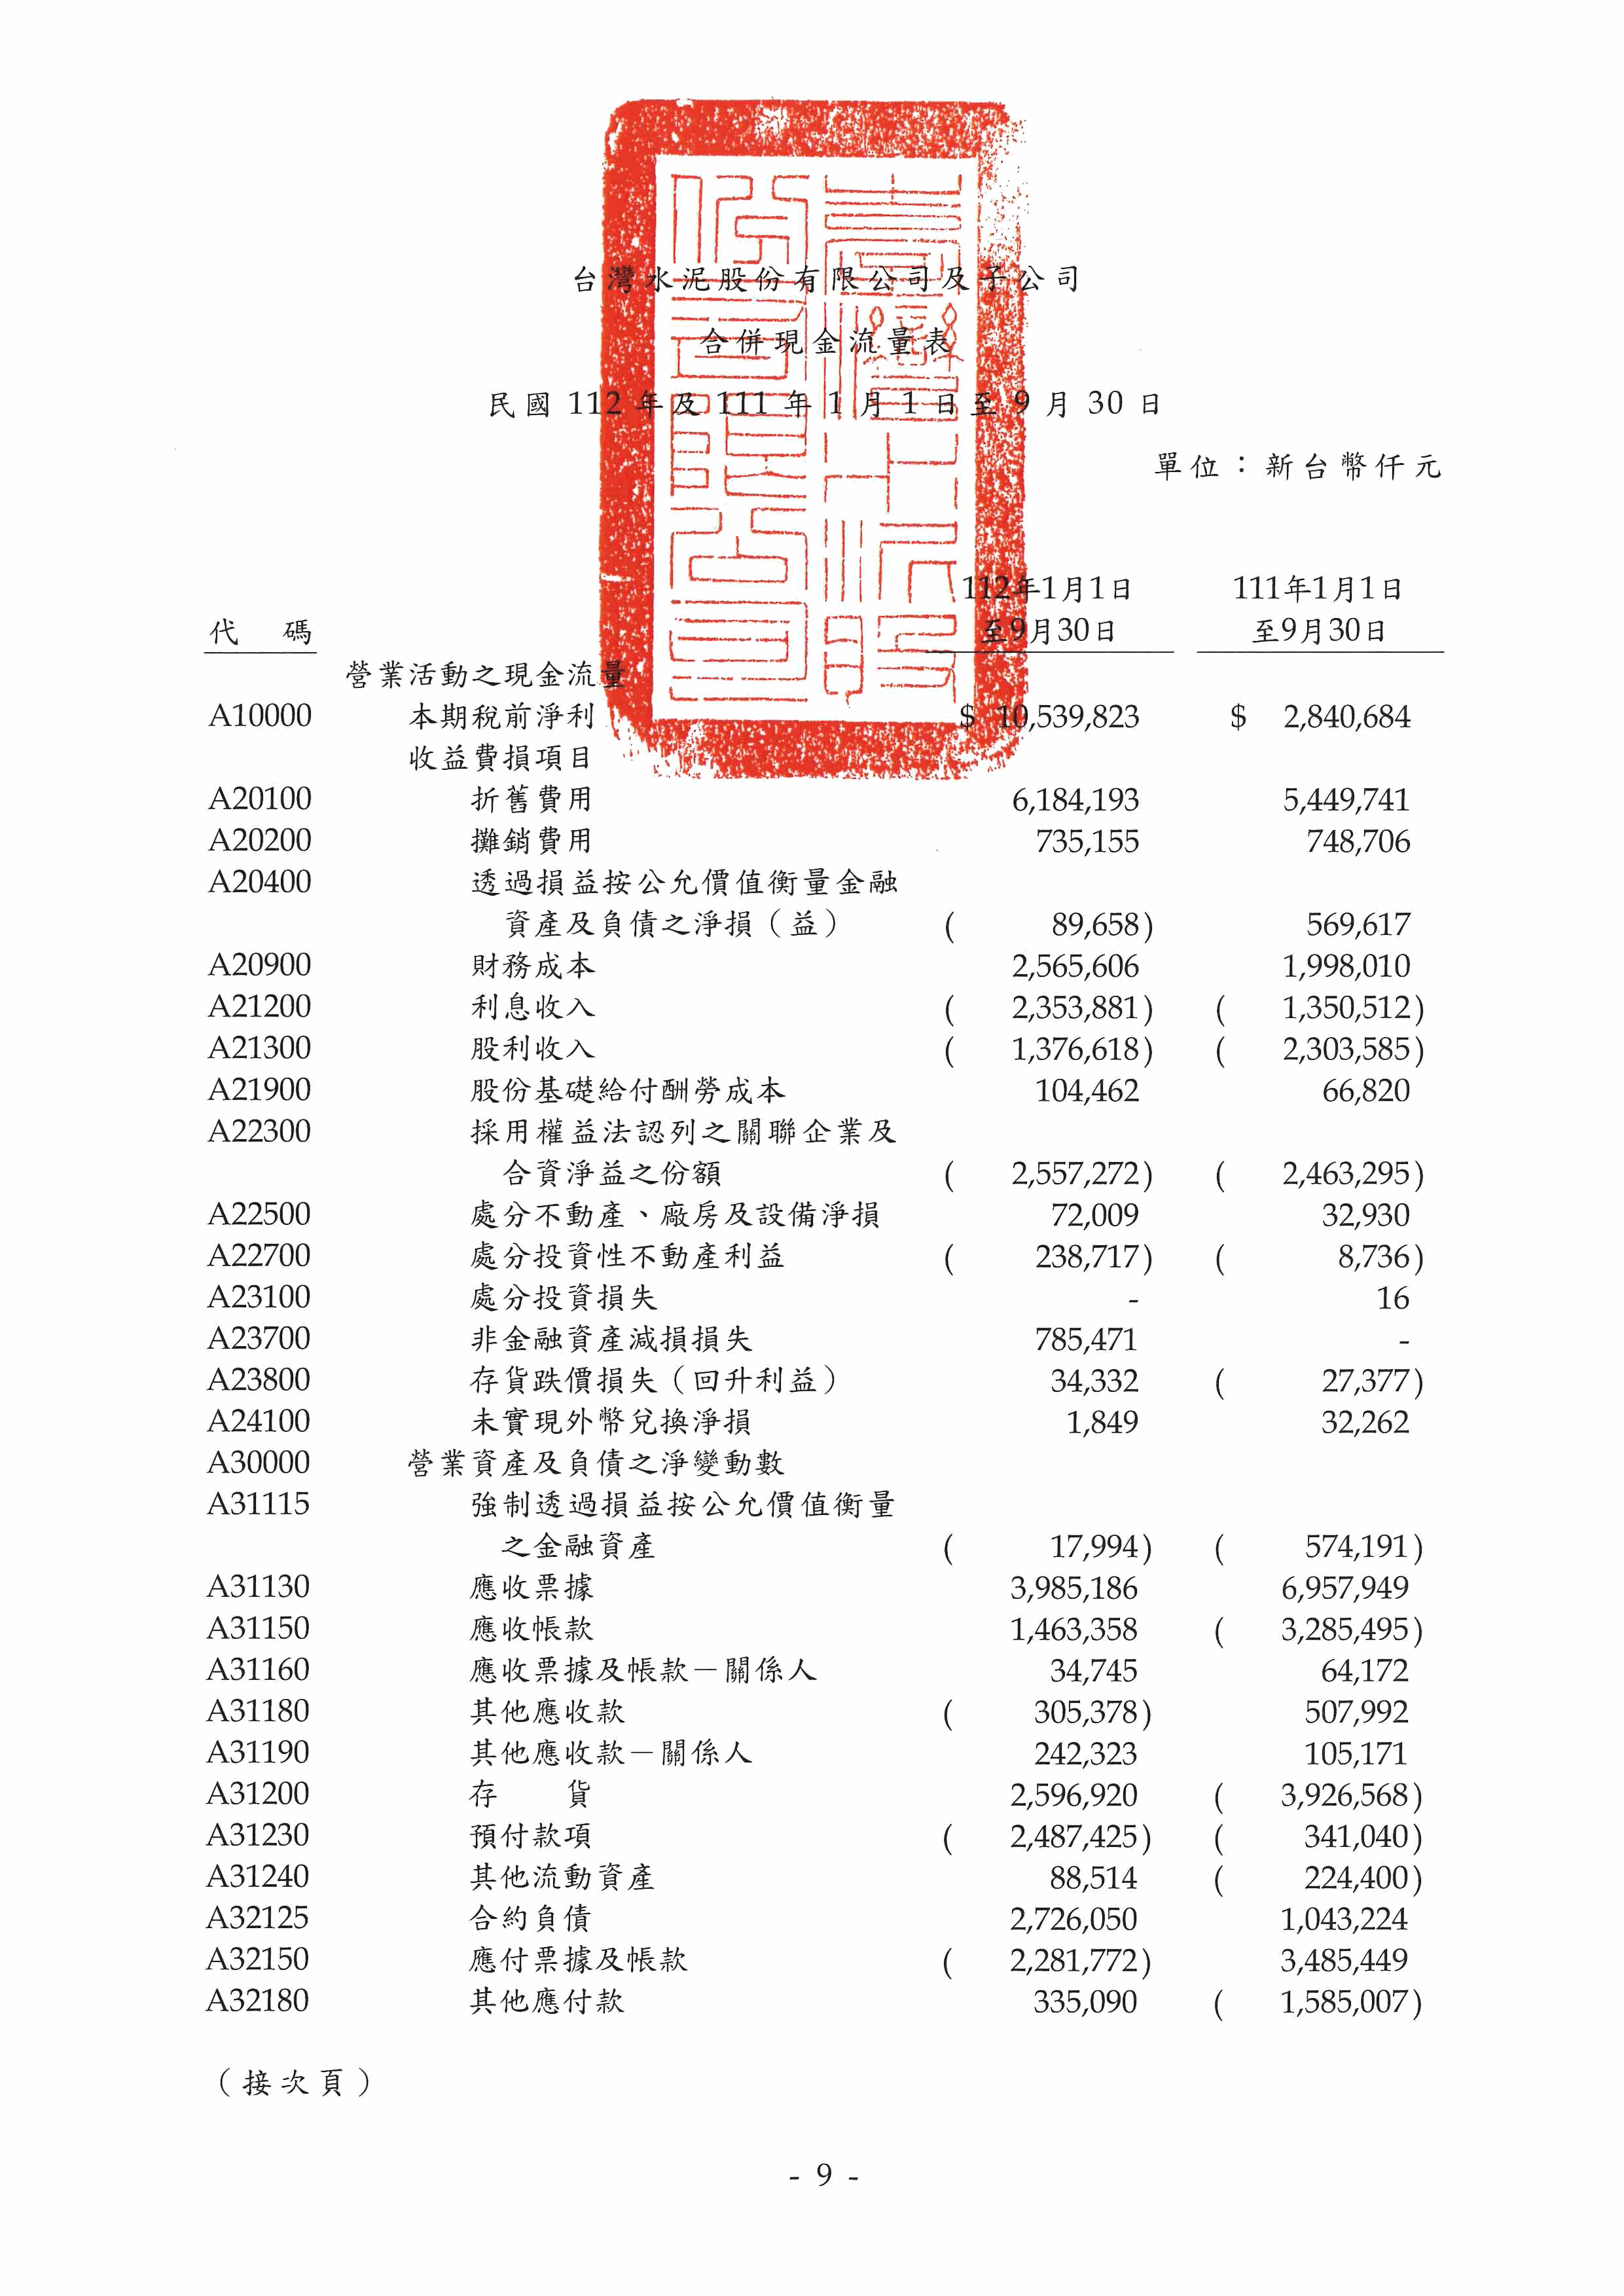 台灣水泥股份有限公司及子公司
合併現金流量表
民國 112 年及 111 年 1 月 1 日至 9 月 30 日
單位：新台幣仟元
112年1月1日 111年1月1日
代 碼 至9月30日 至9月30日
營業活動之現金流量
A10000 本期稅前淨利 $ 10,539,823 $ 2,840,684
收益費損項目
A20100 折舊費用 6,184,193 5,449,741
A20200 攤銷費用 735,155 748,706
A20400 透過損益按公允價值衡量金融
資產及負債之淨損（益） ( 89,658) 569,617
A20900 財務成本 2,565,606 1,998,010
A21200 利息收入 ( 2,353,881) ( 1,350,512)
A21300 股利收入 ( 1,376,618) ( 2,303,585)
A21900 股份基礎給付酬勞成本 104,462 66,820
A22300 採用權益法認列之關聯企業及
合資淨益之份額 ( 2,557,272) ( 2,463,295)
A22500 處分不動產、廠房及設備淨損 72,009 32,930
A22700 處分投資性不動產利益 ( 238,717) ( 8,736)
A23100 處分投資損失 - 16
A23700 非金融資產減損損失 785,471 -
A23800 存貨跌價損失（回升利益） 34,332 ( 27,377)
A24100 未實現外幣兌換淨損 1,849 32,262
A30000 營業資產及負債之淨變動數
A31115 強制透過損益按公允價值衡量
之金融資產 ( 17,994) ( 574,191)
A31130 應收票據 3,985,186 6,957,949
A31150 應收帳款 1,463,358 ( 3,285,495)
A31160 應收票據及帳款－關係人 34,745 64,172
A31180 其他應收款 ( 305,378) 507,992
A31190 其他應收款－關係人 242,323 105,171
A31200 存 貨 2,596,920 ( 3,926,568)
A31230 預付款項 ( 2,487,425) ( 341,040)
A31240 其他流動資產 88,514 ( 224,400)
A32125 合約負債 2,726,050 1,043,224
A32150 應付票據及帳款 ( 2,281,772) 3,485,449
A32180 其他應付款 335,090 ( 1,585,007)
（接次頁）
- 9 -